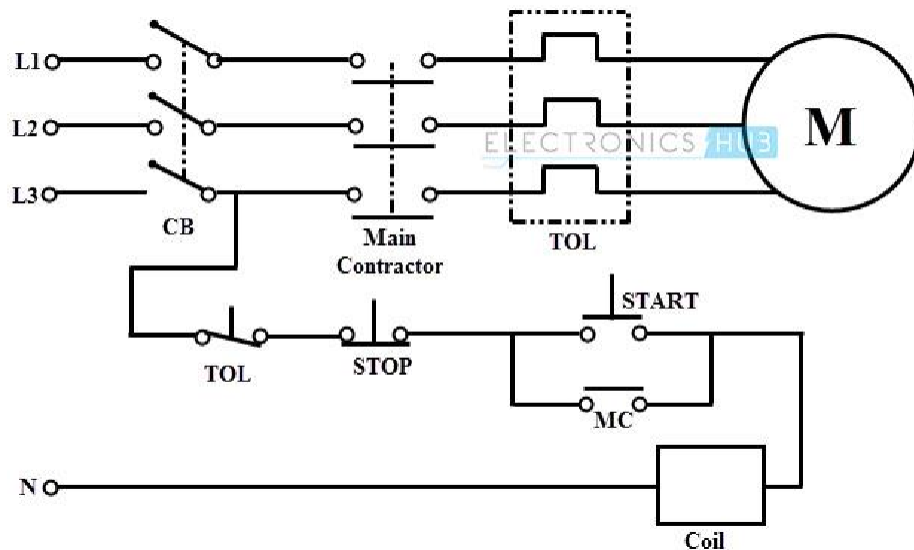 L1
L2
ELECTRONICS HUB
M
L3
CB
Main
Contractor
TOL
START
TOL
STOP
MC
N
Coil